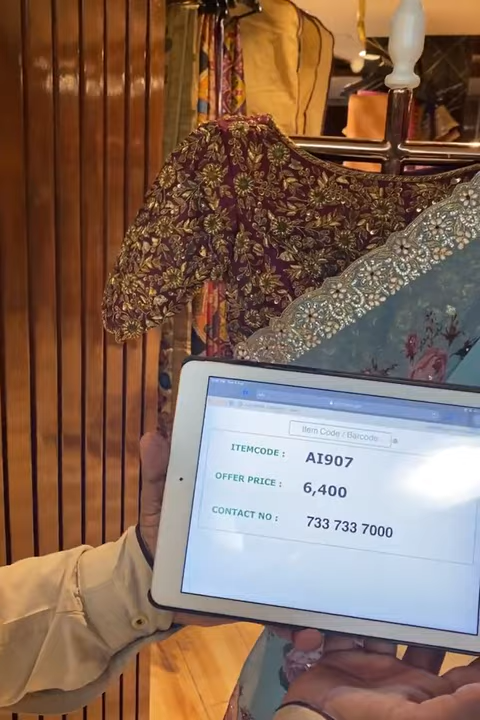 Item Code / Barcode
ITEMCODE : AI907
OFFER PRICE : 6,400
CONTACT NO : 733 733 7000